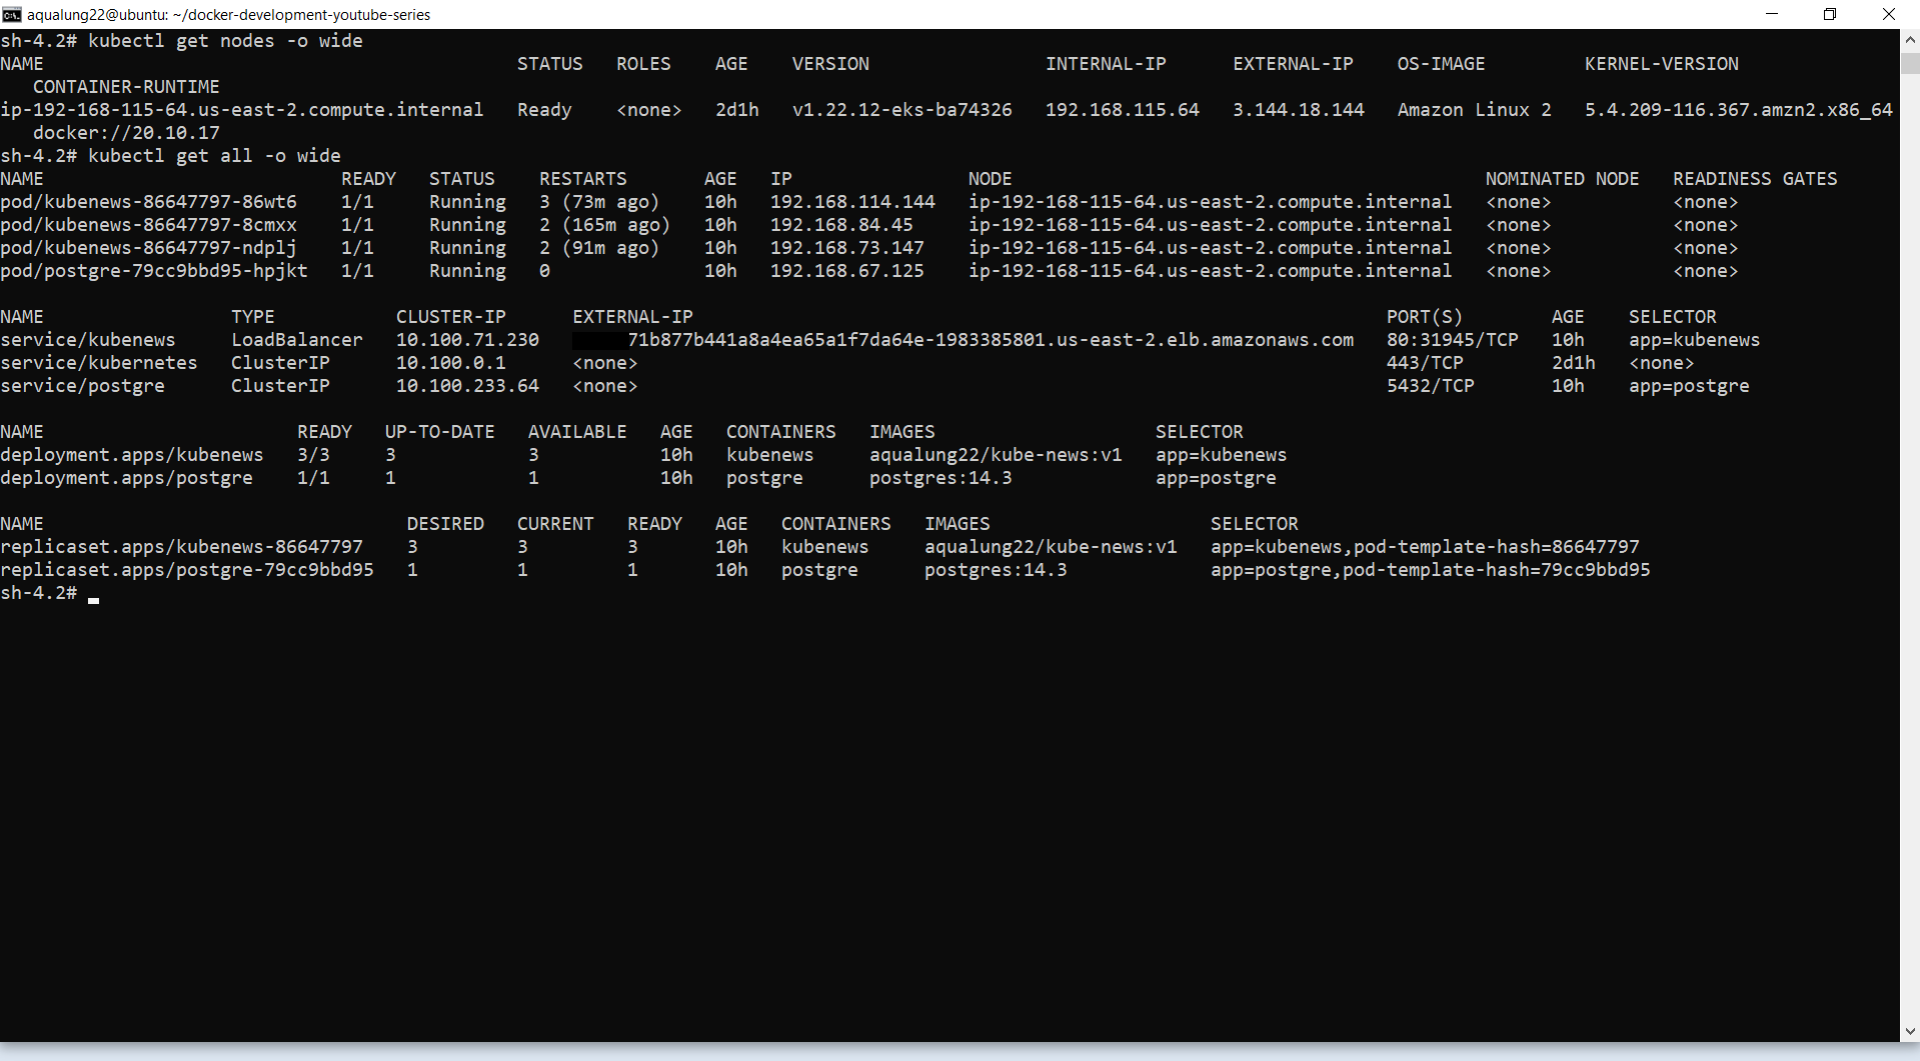 aqualung22@ubuntu: ~/docker-development-youtube-series
sh-4.2# kubectl get nodes -o wide
NAME STATUS ROLES AGE VERSION INTERNAL-IP EXTERNAL-IP OS-IMAGE KERNEL-VERSION
CONTAINER-RUNTIME
ip-192-168-115-64.us-east-2.compute.internal Ready <none> 2d1h v1.22.12-eks-ba74326 192.168.115.64 3.144.18.144 Amazon Linux 2 5.4.209-116.367.amzn2.x86_64
docker://20.10.17
sh-4.2# kubectl get all -o wide
NAME READY STATUS RESTARTS AGE IP NODE NOMINATED NODE READINESS GATES
pod/kubenews-86647797-86wt6 1/1 Running 3 (73m ago) 10h 192.168.114.144 ip-192-168-115-64.us-east-2.compute.internal <none> <none>
pod/kubenews-86647797-8cmxx 1/1 Running 2 (165m ago) 10h 192.168.84.45 ip-192-168-115-64.us-east-2.compute.internal <none> <none>
pod/kubenews-86647797-ndplj 1/1 Running 2 (91m ago) 10h 192.168.73.147 ip-192-168-115-64.us-east-2.compute.internal <none> <none>
pod/postgre-79cc9bbd95-hpjkt 1/1 Running 0 10h 192.168.67.125 ip-192-168-115-64.us-east-2.compute.internal <none> <none>
NAME TYPE CLUSTER-IP EXTERNAL-IP PORT(S) AGE SELECTOR
service/kubenews LoadBalancer 10.100.71.230 71b877b441a8a4ea65a1f7da64e-1983385801.us-east-2.elb.amazonaws.com 80:31945/TCP 10h app=kubenews
service/kubernetes ClusterIP 10.100.0.1 <none> 443/TCP 2d1h <none>
service/postgre ClusterIP 10.100.233.64 <none> 5432/TCP 10h app=postgre
NAME READY UP-TO-DATE AVAILABLE AGE CONTAINERS IMAGES SELECTOR
deployment.apps/kubenews 3/3 3 3 10h kubenews aqualung22/kube-news:v1 app=kubenews
deployment.apps/postgre 1/1 1 1 10h postgre postgres:14.3 app=postgre
NAME DESIRED CURRENT READY AGE CONTAINERS IMAGES SELECTOR
replicaset.apps/kubenews-86647797 3 3 3 10h kubenews aqualung22/kube-news:v1 app=kubenews,pod-template-hash=86647797
replicaset.apps/postgre-79cc9bbd95 1 1 1 10h postgre postgres:14.3 app=postgre,pod-template-hash=79cc9bbd95
sh-4.2#